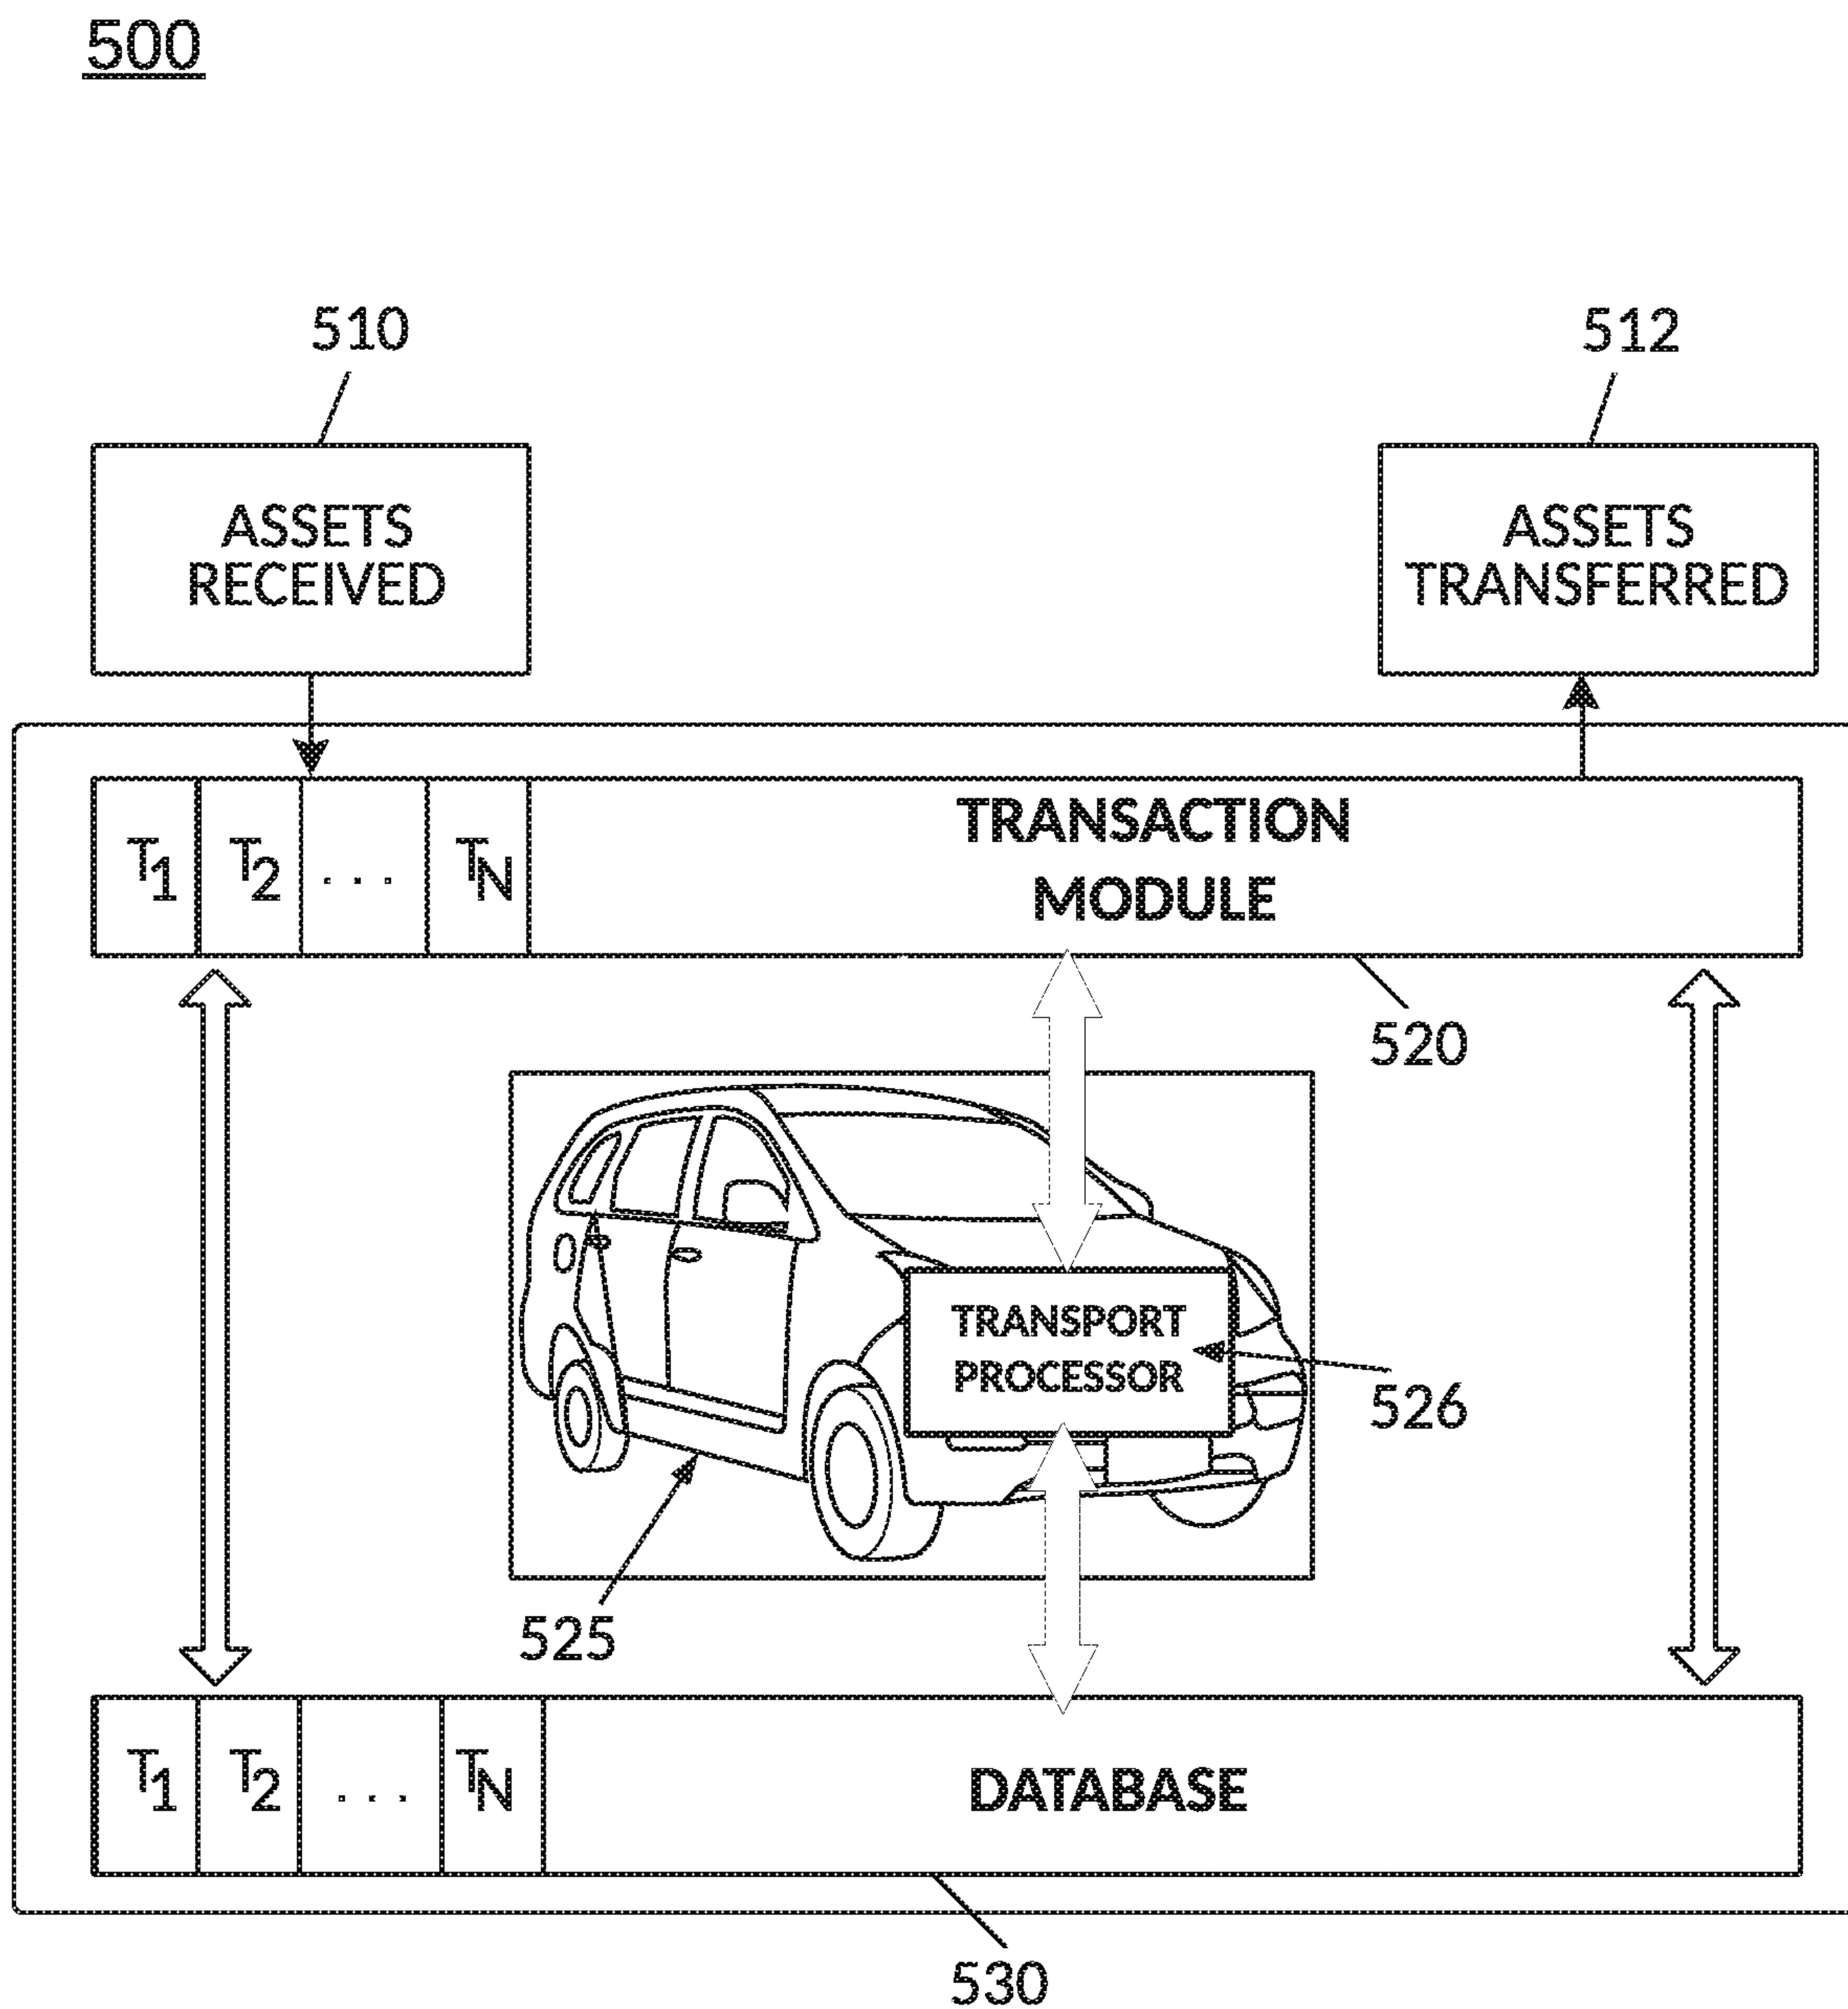 500
510
512
ASSETS
RECEIVED
ASSETS
TRANSFERRED
T1 T2 ... TN
TRANSACTION
MODULE
520
TRANSPORT
PROCESSOR
526
525
T1 T2 ... TN DATABASE
530